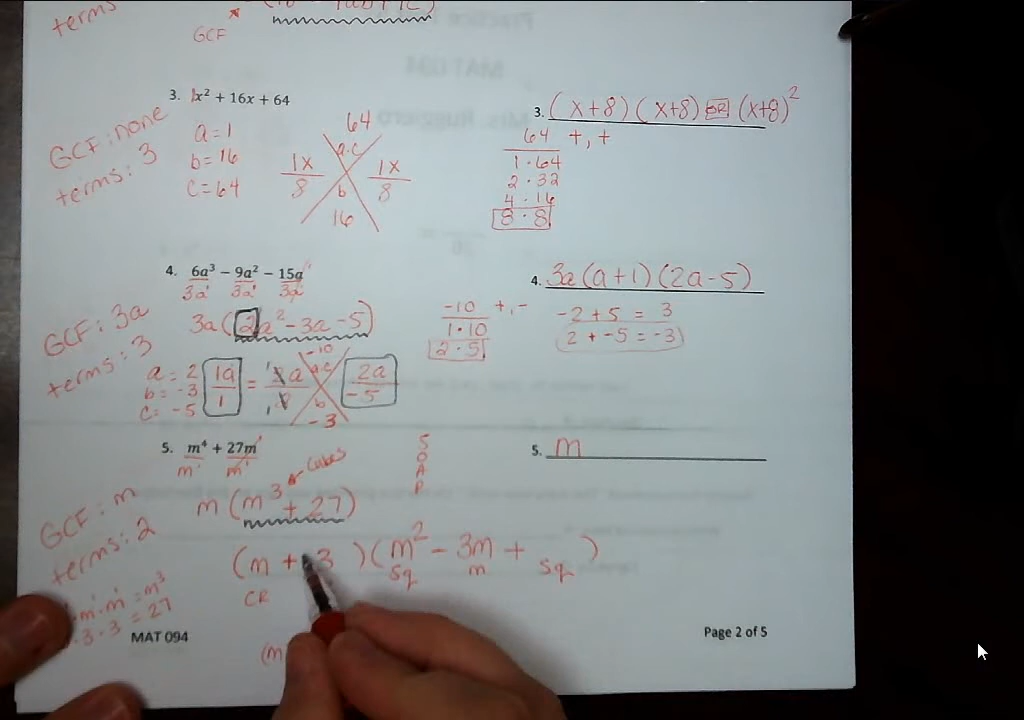 terms
GCF
3. 1x² + 16x + 64
3. (x+8)(x+8) OR (x+8)²
GCF: none
terms: 3
a = 1
b = 16
c = 64
64
a·c
1x 1x
8 8
b
16
64 +, +
1 · 64
2 · 32
4 · 16
8 · 8
4. 6a³ − 9a² − 15a
3a 3a 3a
4. 3a(a+1)(2a-5)
GCF: 3a
terms: 3
3a(2a² - 3a - 5)
a = 2
b = -3
c = -5
1a
1
=
2a
2
-10
a·c
b
-3
2a
-5
-10 +, -
1 · 10
2 · 5
-2 + 5 = 3
2 + -5 = -3
5. m⁴ + 27m
m m
5. m
GCF: m
terms: 2
m(m³ + 27)
cubes
S
O
A
P
(m + 3)(m² - 3m + )
CR Sq m Sq
m·m = m³
3·3 = 27
(m
MAT 094
Page 2 of 5